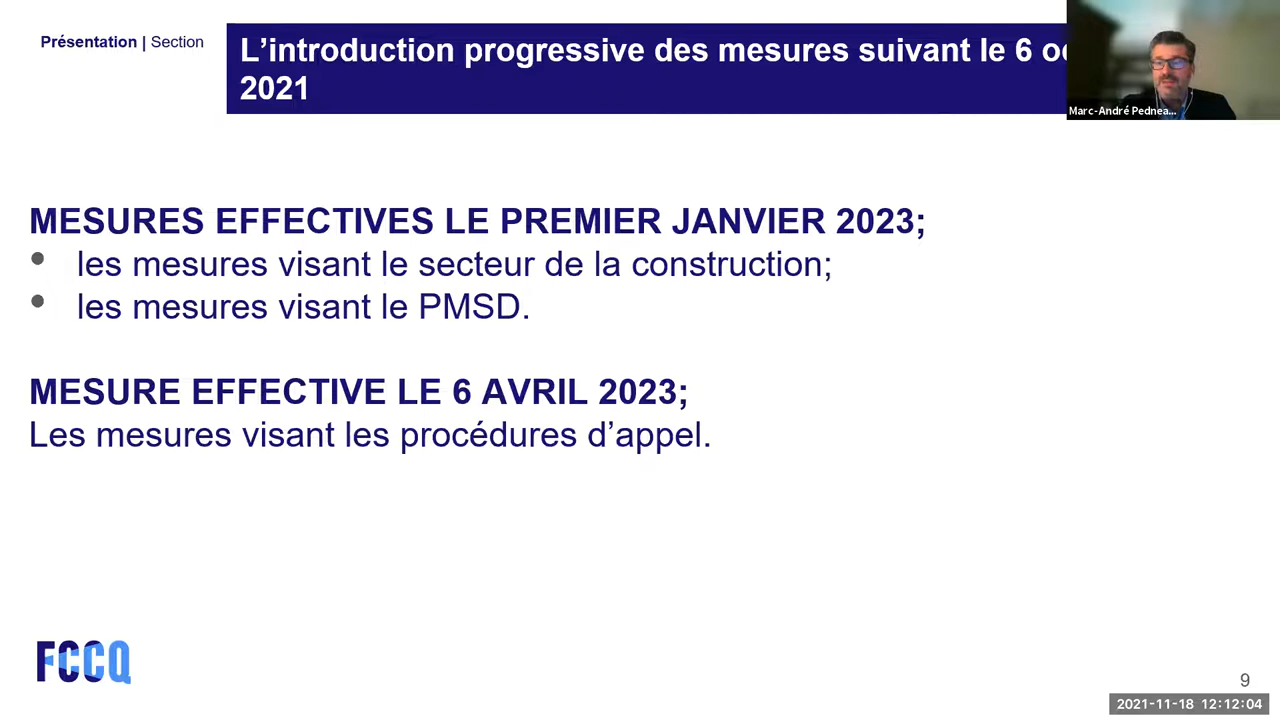 Présentation | Section
L’introduction progressive des mesures suivant le 6
2021
Marc-André Pednea...
MESURES EFFECTIVES LE PREMIER JANVIER 2023;
• les mesures visant le secteur de la construction;
• les mesures visant le PMSD.
MESURE EFFECTIVE LE 6 AVRIL 2023;
Les mesures visant les procédures d’appel.
FCCQ
9
2021-11-18 12:12:04